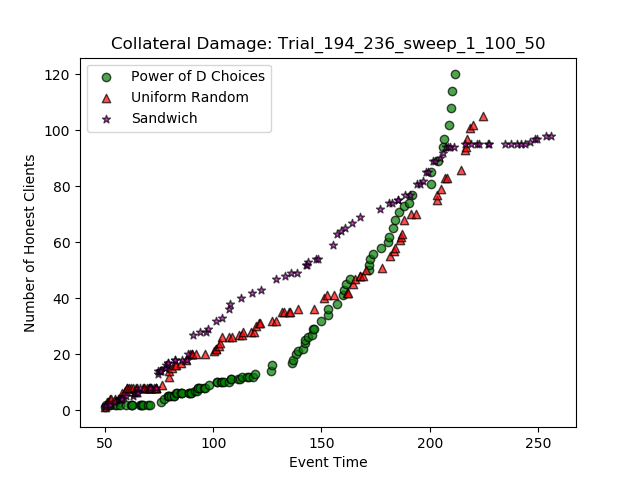 Collateral Damage: Trial_194_236_sweep_1_100_50
Power of D Choices
Uniform Random
Sandwich
Number of Honest Clients
120
100
80
60
40
20
0
50 100 150 200 250
Event Time